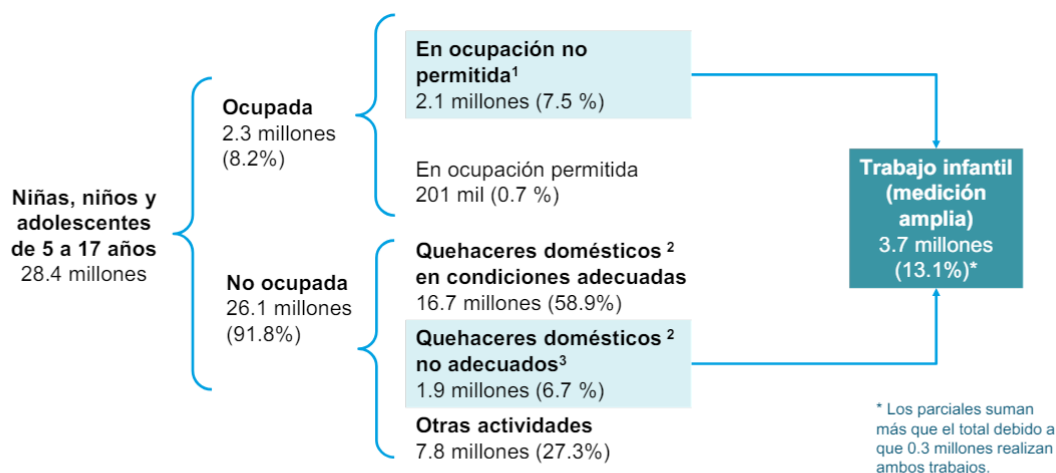 Niñas, niños y
adolescentes
de 5 a 17 años
28.4 millones
Ocupada
2.3 millones
(8.2%)
En ocupación no
permitida¹
2.1 millones (7.5 %)
En ocupación permitida
201 mil (0.7 %)
No ocupada
26.1 millones
(91.8%)
Quehaceres domésticos ²
en condiciones adecuadas
16.7 millones (58.9%)
Quehaceres domésticos ²
no adecuados³
1.9 millones (6.7 %)
Otras actividades
7.8 millones (27.3%)
Trabajo infantil
(medición
amplia)
3.7 millones
(13.1%)*
* Los parciales suman
más que el total debido a
que 0.3 millones realizan
ambos trabajos.